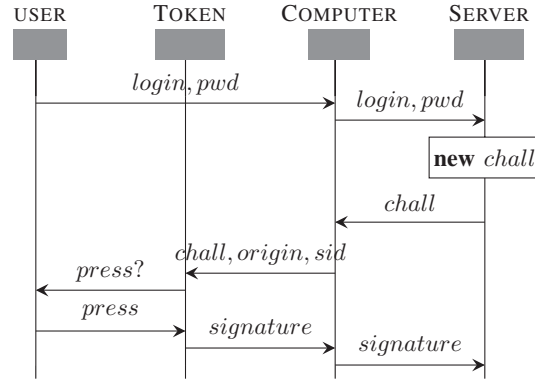 USER TOKEN COMPUTER SERVER
login, pwd
login, pwd
new chall
chall
chall, origin, sid
press?
press
signature
signature